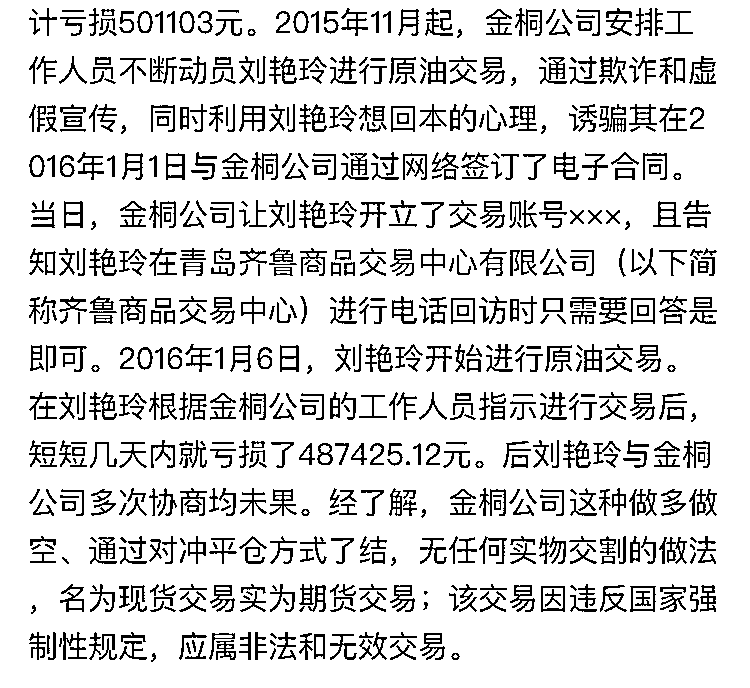 计亏损501103元。2015年11月起，金桐公司安排工
作人员不断动员刘艳玲进行原油交易，通过欺诈和虚
假宣传，同时利用刘艳玲想回本的心理，诱骗其在2
016年1月1日与金桐公司通过网络签订了电子合同。
当日，金桐公司让刘艳玲开立了交易账号×××，且告
知刘艳玲在青岛齐鲁商品交易中心有限公司（以下简
称齐鲁商品交易中心）进行电话回访时只需要回答是
即可。2016年1月6日，刘艳玲开始进行原油交易。
在刘艳玲根据金桐公司的工作人员指示进行交易后，
短短几天内就亏损了487425.12元。后刘艳玲与金桐
公司多次协商均未果。经了解，金桐公司这种做多做
空、通过对冲平仓方式了结，无任何实物交割的做法
，名为现货交易实为期货交易；该交易因违反国家强
制性规定，应属非法和无效交易。